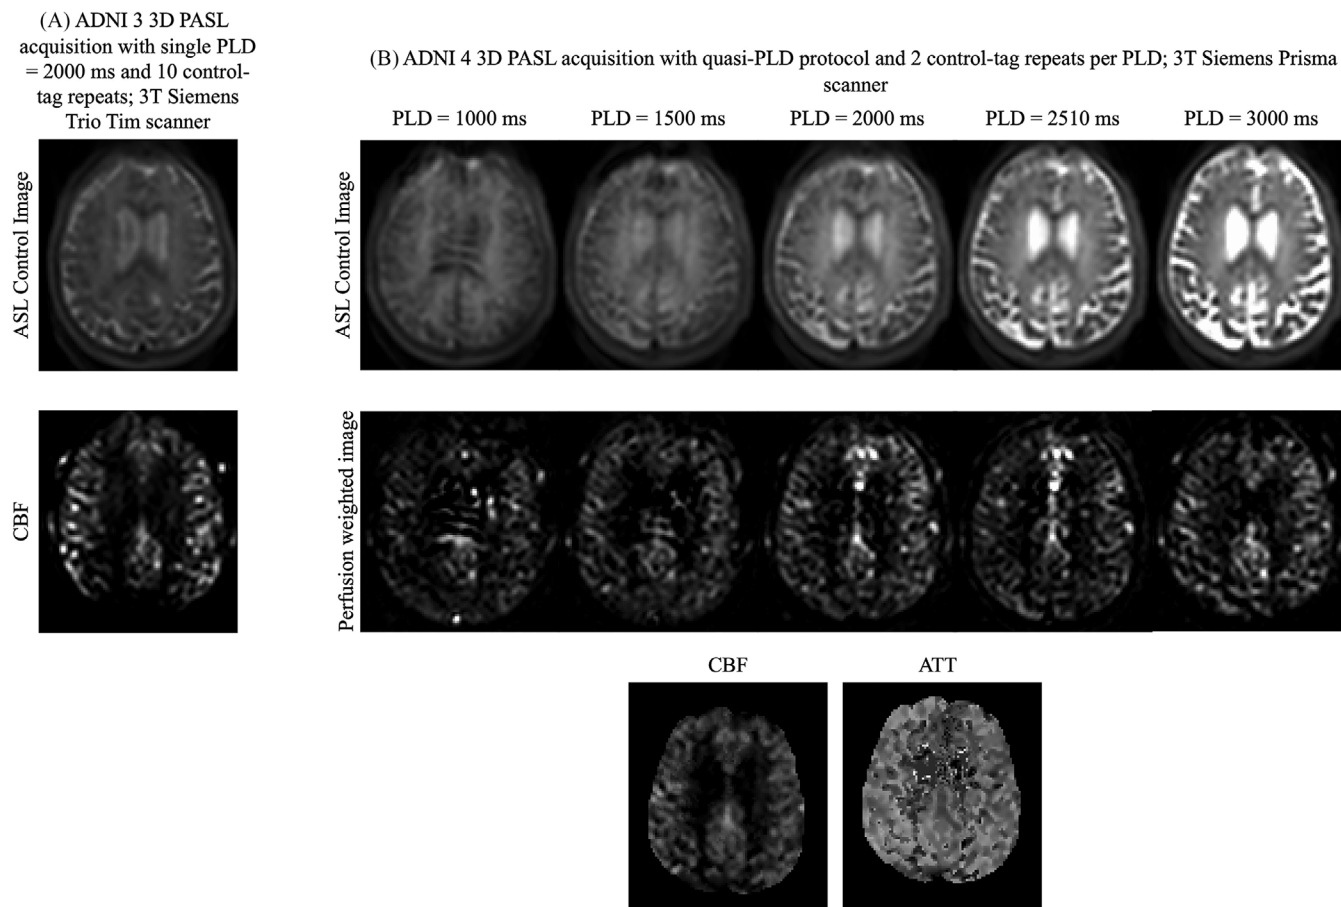 (A) ADNI 3 3D PASL
acquisition with single PLD
= 2000 ms and 10 control-
tag repeats; 3T Siemens
Trio Tim scanner
ASL Control Image
CBF
(B) ADNI 4 3D PASL acquisition with quasi-PLD protocol and 2 control-tag repeats per PLD; 3T Siemens Prisma
scanner
PLD = 1000 ms
PLD = 1500 ms
PLD = 2000 ms
PLD = 2510 ms
PLD = 3000 ms
ASL Control Image
Perfusion weighted image
CBF
ATT